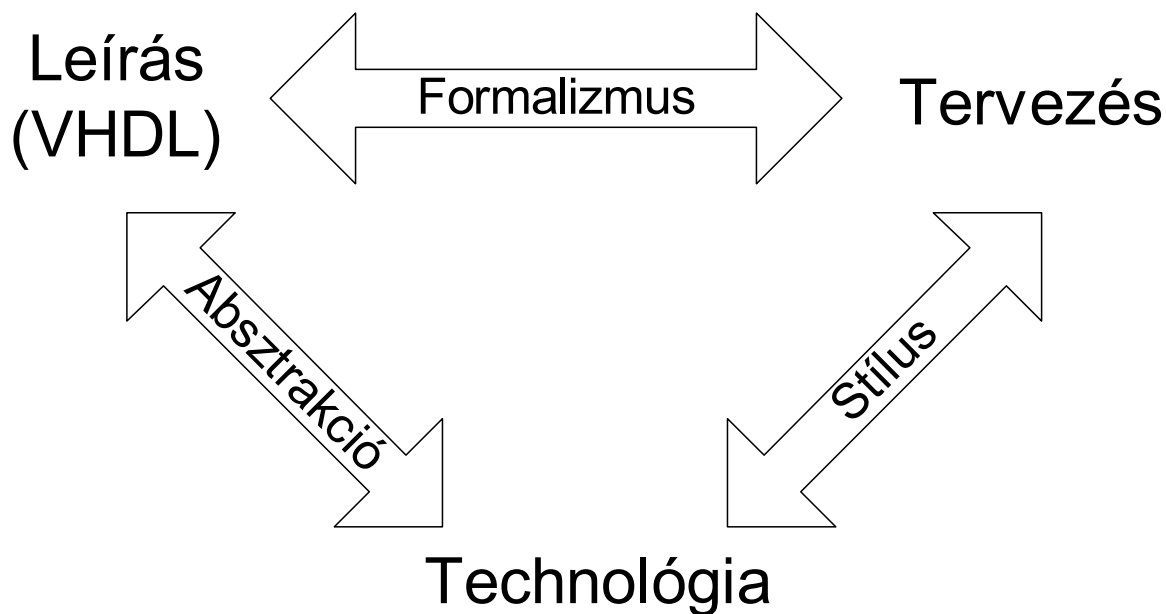 Leírás
(VHDL)
Formalizmus
Tervezés
Absztrakció
Stílus
Technológia